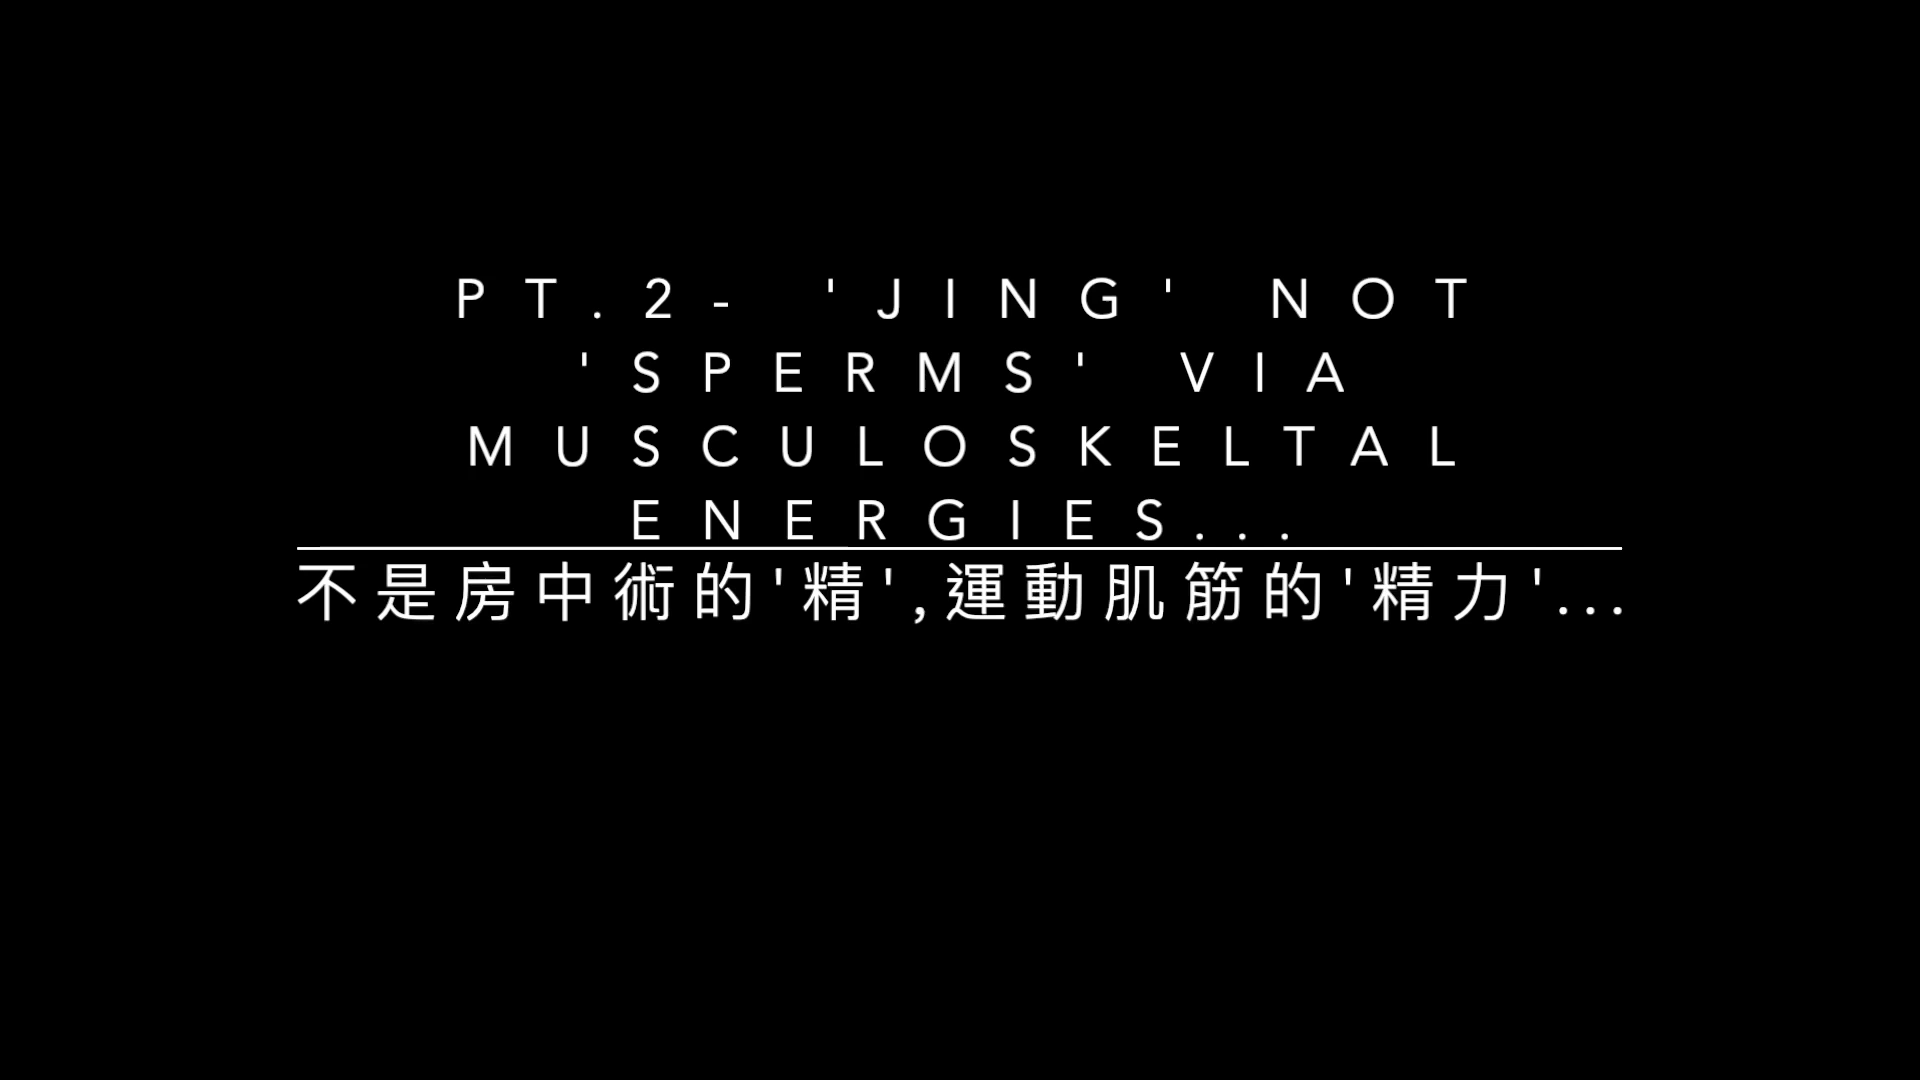 PT.2- 'JING' NOT
'SPERMS' VIA
MUSCULOSKELTAL
ENERGIES...
不是房中術的'精',運動肌筋的'精力'...